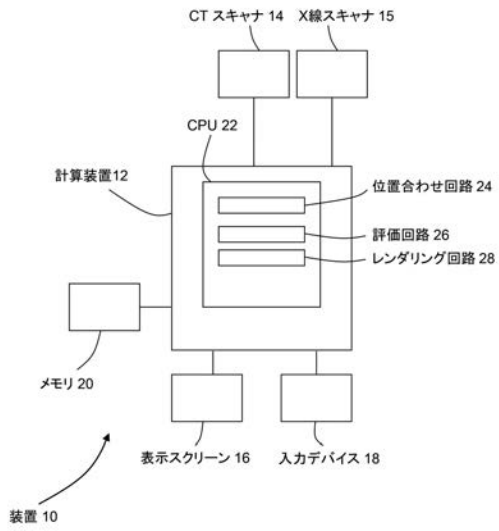 CT スキャナ 14
X線スキャナ 15
CPU 22
計算装置12
位置合わせ回路 24
評価回路 26
レンダリング回路 28
メモリ 20
表示スクリーン 16
入力デバイス 18
装置 10